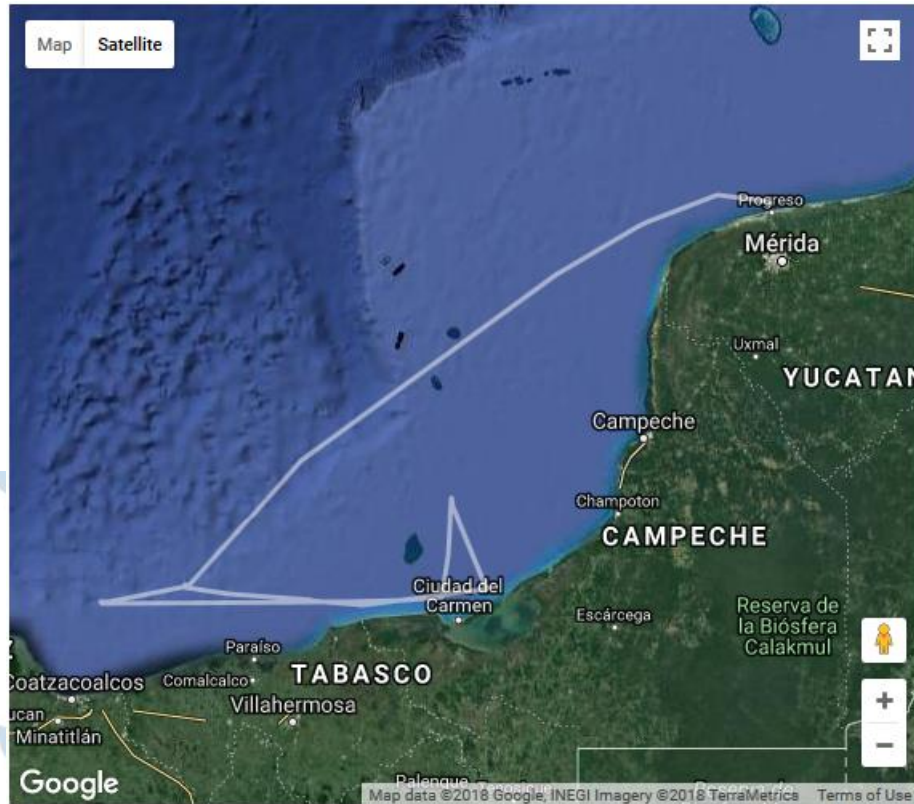 Map
Satellite
Progreso
Mérida
Uxmal
YUCATAN
Campeche
Champoton
CAMPECHE
Ciudad del
Carmen
Escárcega
Reserva de
la Biósfera
Calakmul
Paraíso
TABASCO
Coatzacoalcos
Comalcalco
Villahermosa
ucan
Minatitlán
Palenque
Google
Map data ©2018 Google, INEGI Imagery ©2018 TerraMetrics
Terms of Use